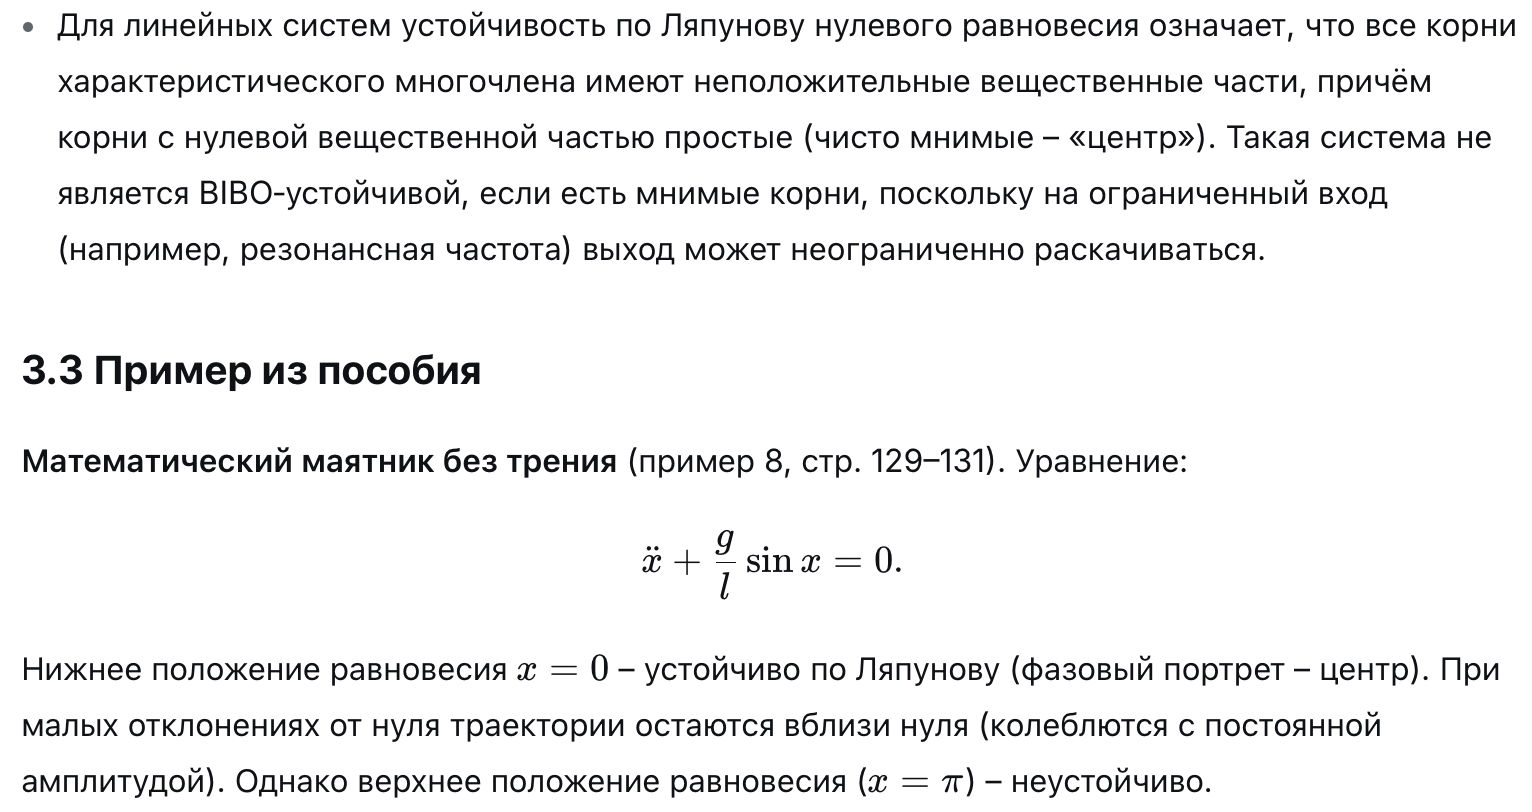 • Для линейных систем устойчивость по Ляпунову нулевого равновесия означает, что все корни
характеристического многочлена имеют неположительные вещественные части, причём
корни с нулевой вещественной частью простые (чисто мнимые – «центр»). Такая система не
является BIBO-устойчивой, если есть мнимые корни, поскольку на ограниченный вход
(например, резонансная частота) выход может неограниченно раскачиваться.
3.3 Пример из пособия
Математический маятник без трения (пример 8, стр. 129–131). Уравнение:
ẍ + g/l sin x = 0.
Нижнее положение равновесия x = 0 – устойчиво по Ляпунову (фазовый портрет – центр). При
малых отклонениях от нуля траектории остаются вблизи нуля (колеблются с постоянной
амплитудой). Однако верхнее положение равновесия (x = π) – неустойчиво.